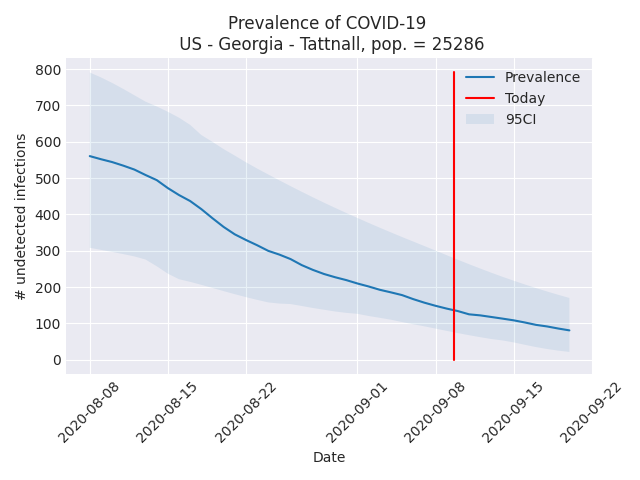 Prevalence of COVID-19
US - Georgia - Tattnall, pop. = 25286
Prevalence
Today
95CI
800
700
600
500
400
300
200
100
0
# undetected infections
2020-08-08
2020-08-15
2020-08-22
2020-09-01
2020-09-08
2020-09-15
2020-09-22
Date